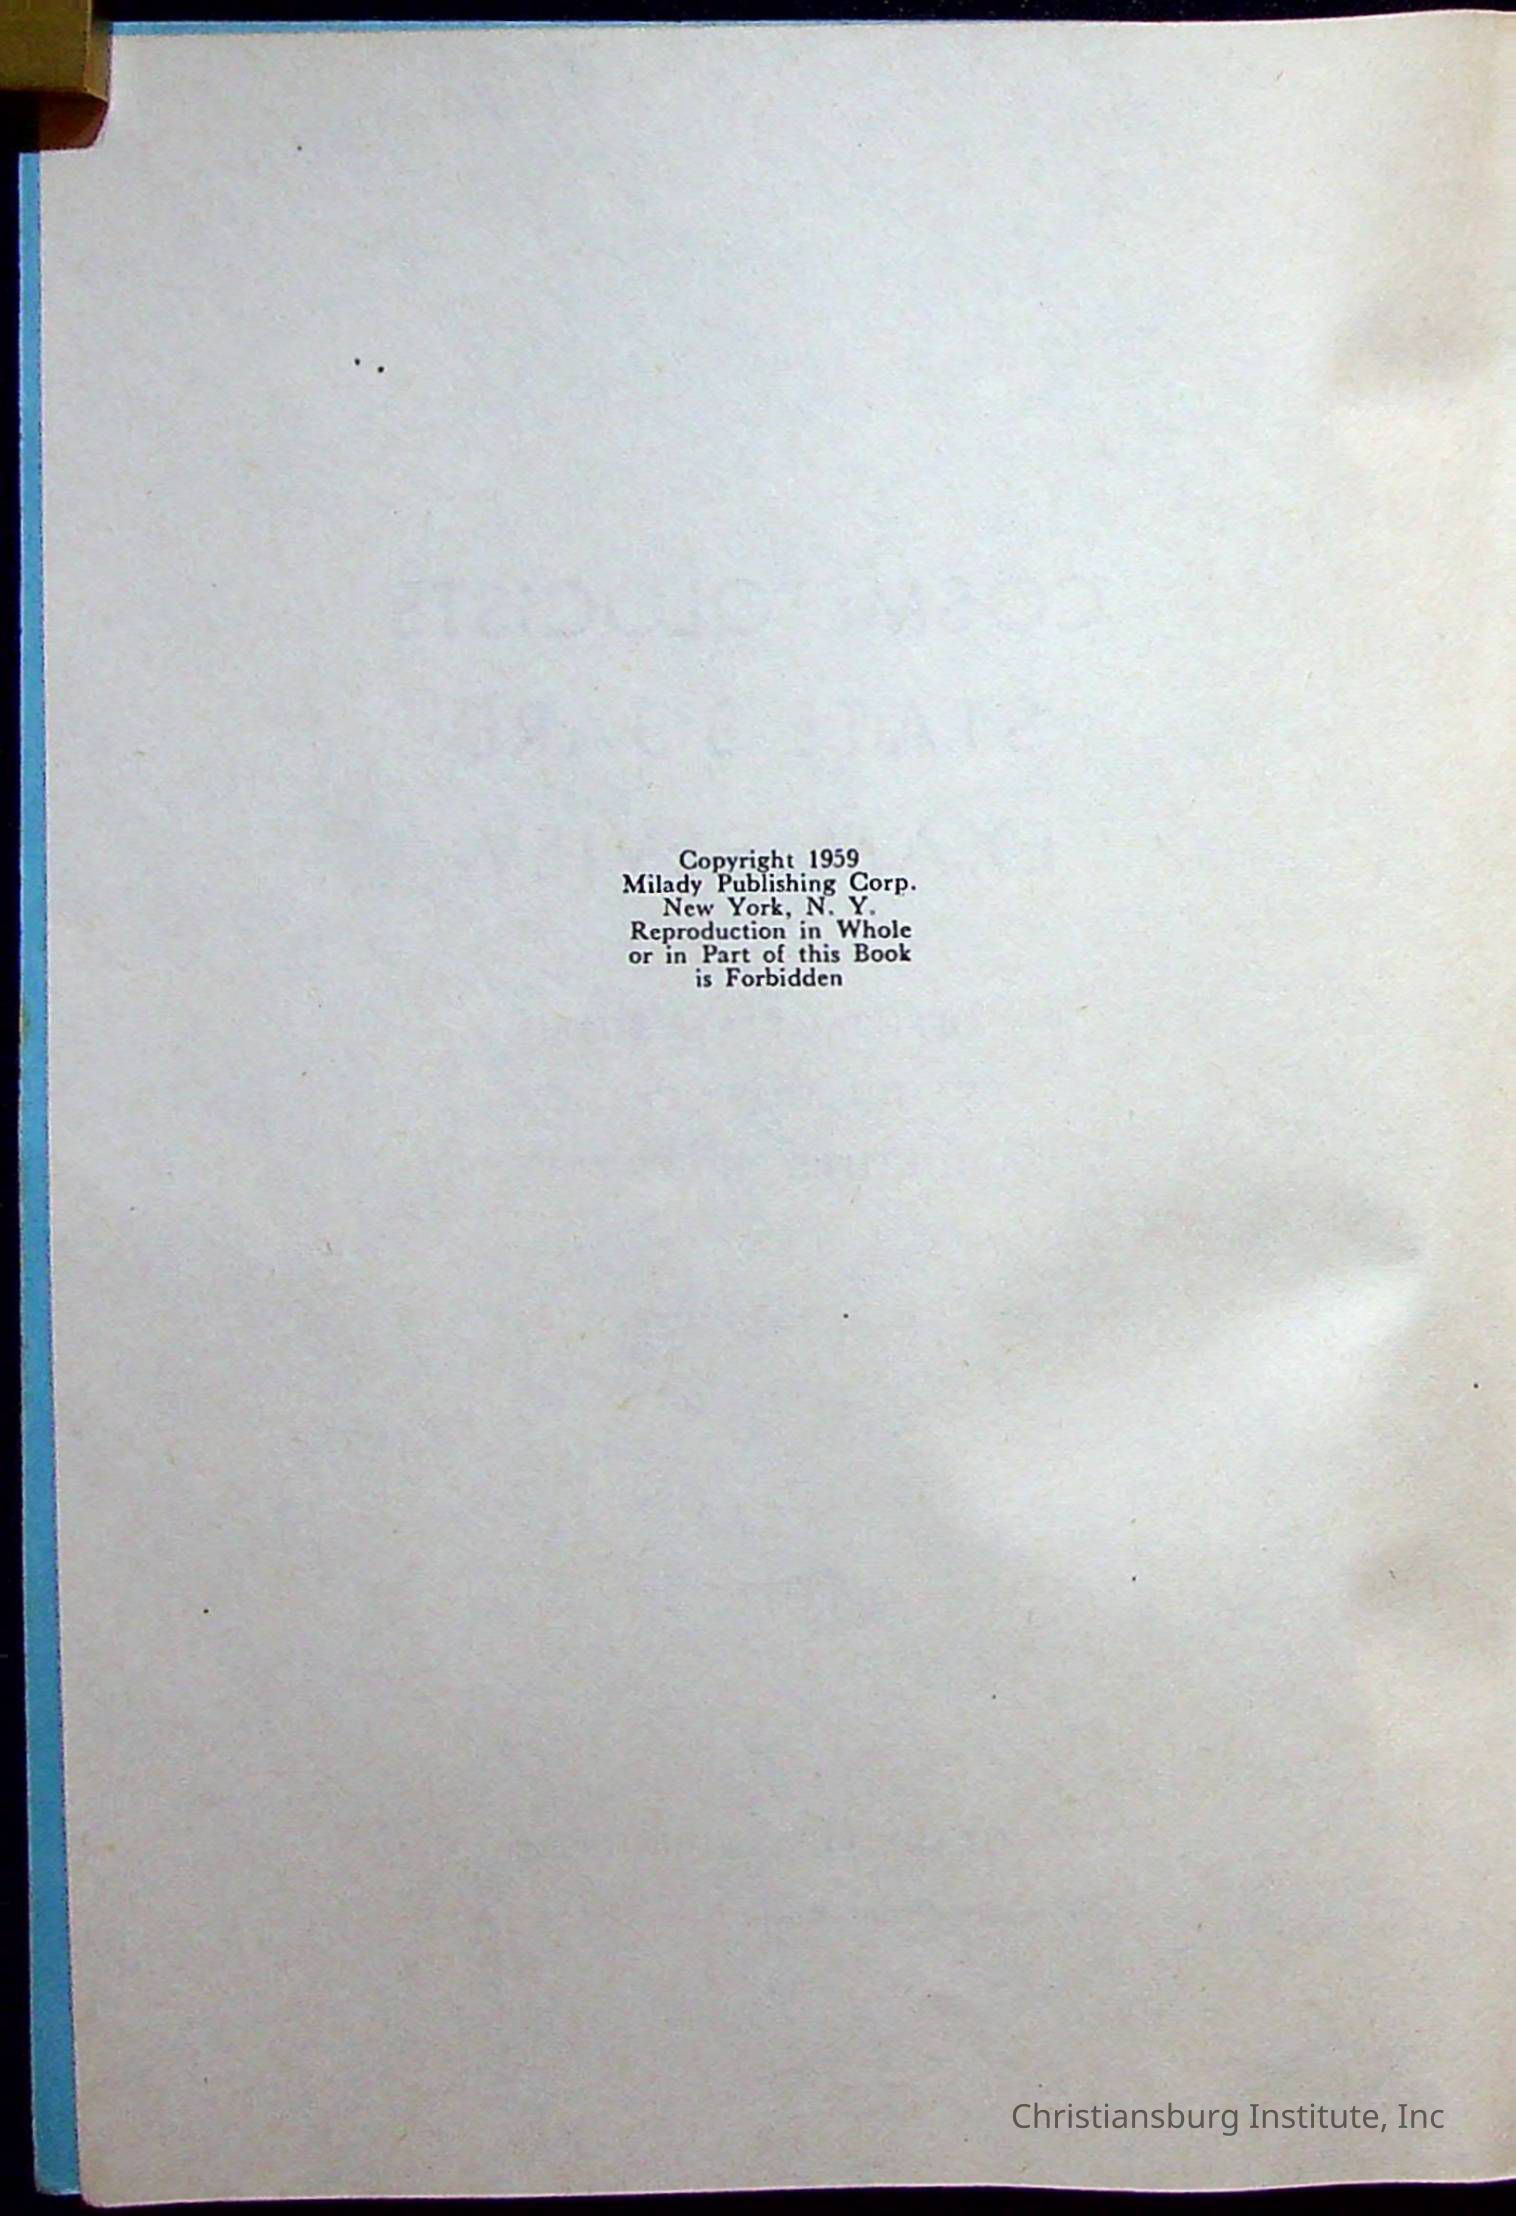 Copyright 1959
Milady Publishing Corp.
New York, N. Y.
Reproduction in Whole
or in Part of this Book
is Forbidden
Christiansburg Institute, Inc